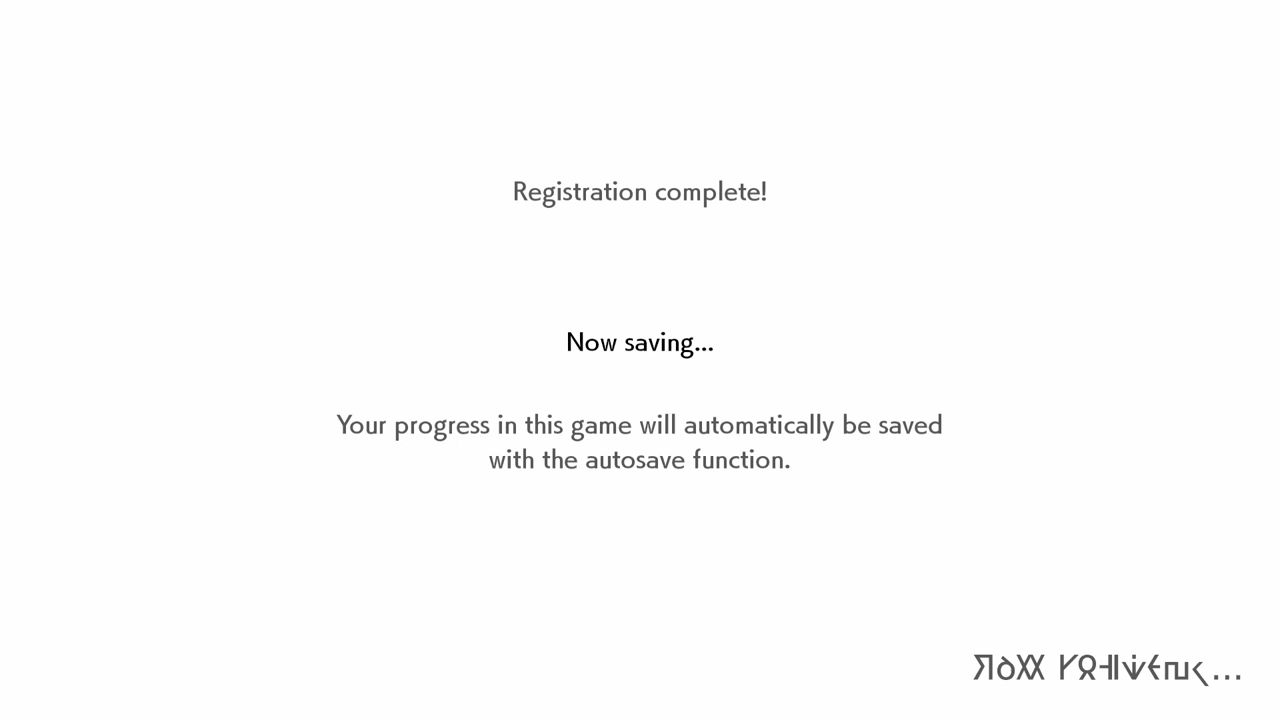 Registration complete!
Now saving...
Your progress in this game will automatically be saved
with the autosave function.